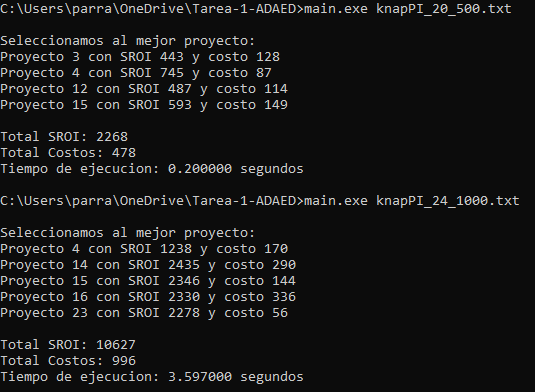 C:\Users\parra\OneDrive\Tarea-1-ADAED>main.exe knapPI_20_500.txt
Seleccionamos al mejor proyecto:
Proyecto 3 con SROI 443 y costo 128
Proyecto 4 con SROI 745 y costo 87
Proyecto 12 con SROI 487 y costo 114
Proyecto 15 con SROI 593 y costo 149
Total SROI: 2268
Total Costos: 478
Tiempo de ejecucion: 0.200000 segundos
C:\Users\parra\OneDrive\Tarea-1-ADAED>main.exe knapPI_24_1000.txt
Seleccionamos al mejor proyecto:
Proyecto 4 con SROI 1238 y costo 170
Proyecto 14 con SROI 2435 y costo 290
Proyecto 15 con SROI 2346 y costo 144
Proyecto 16 con SROI 2330 y costo 336
Proyecto 23 con SROI 2278 y costo 56
Total SROI: 10627
Total Costos: 996
Tiempo de ejecucion: 3.597000 segundos